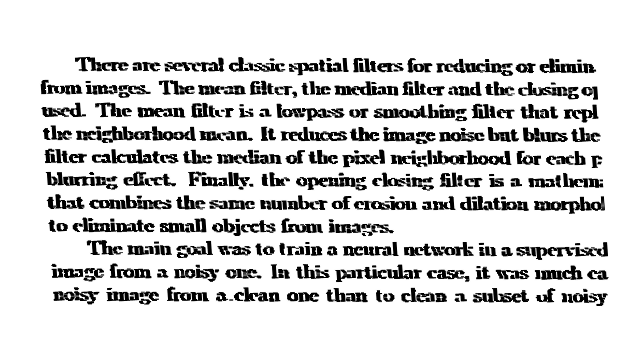 There are several classic spatial filters for reducing or elimin
from images. The mean filter, the median filter and the closing op
used. The mean filter is a lowpass or smoothing filter that repl
the neighborhood mean. It reduces the image noise but blurs the
filter calculates the median of the pixel neighborhood for each p
blurring effect. Finally, the opening closing filter is a mathem
that combines the same number of erosion and dilation morphol
to eliminate small objects from images.
The main goal was to train a neural network in a supervised
image from a noisy one. In this particular case, it was much ea
noisy image from a clean one than to clean a subset of noisy